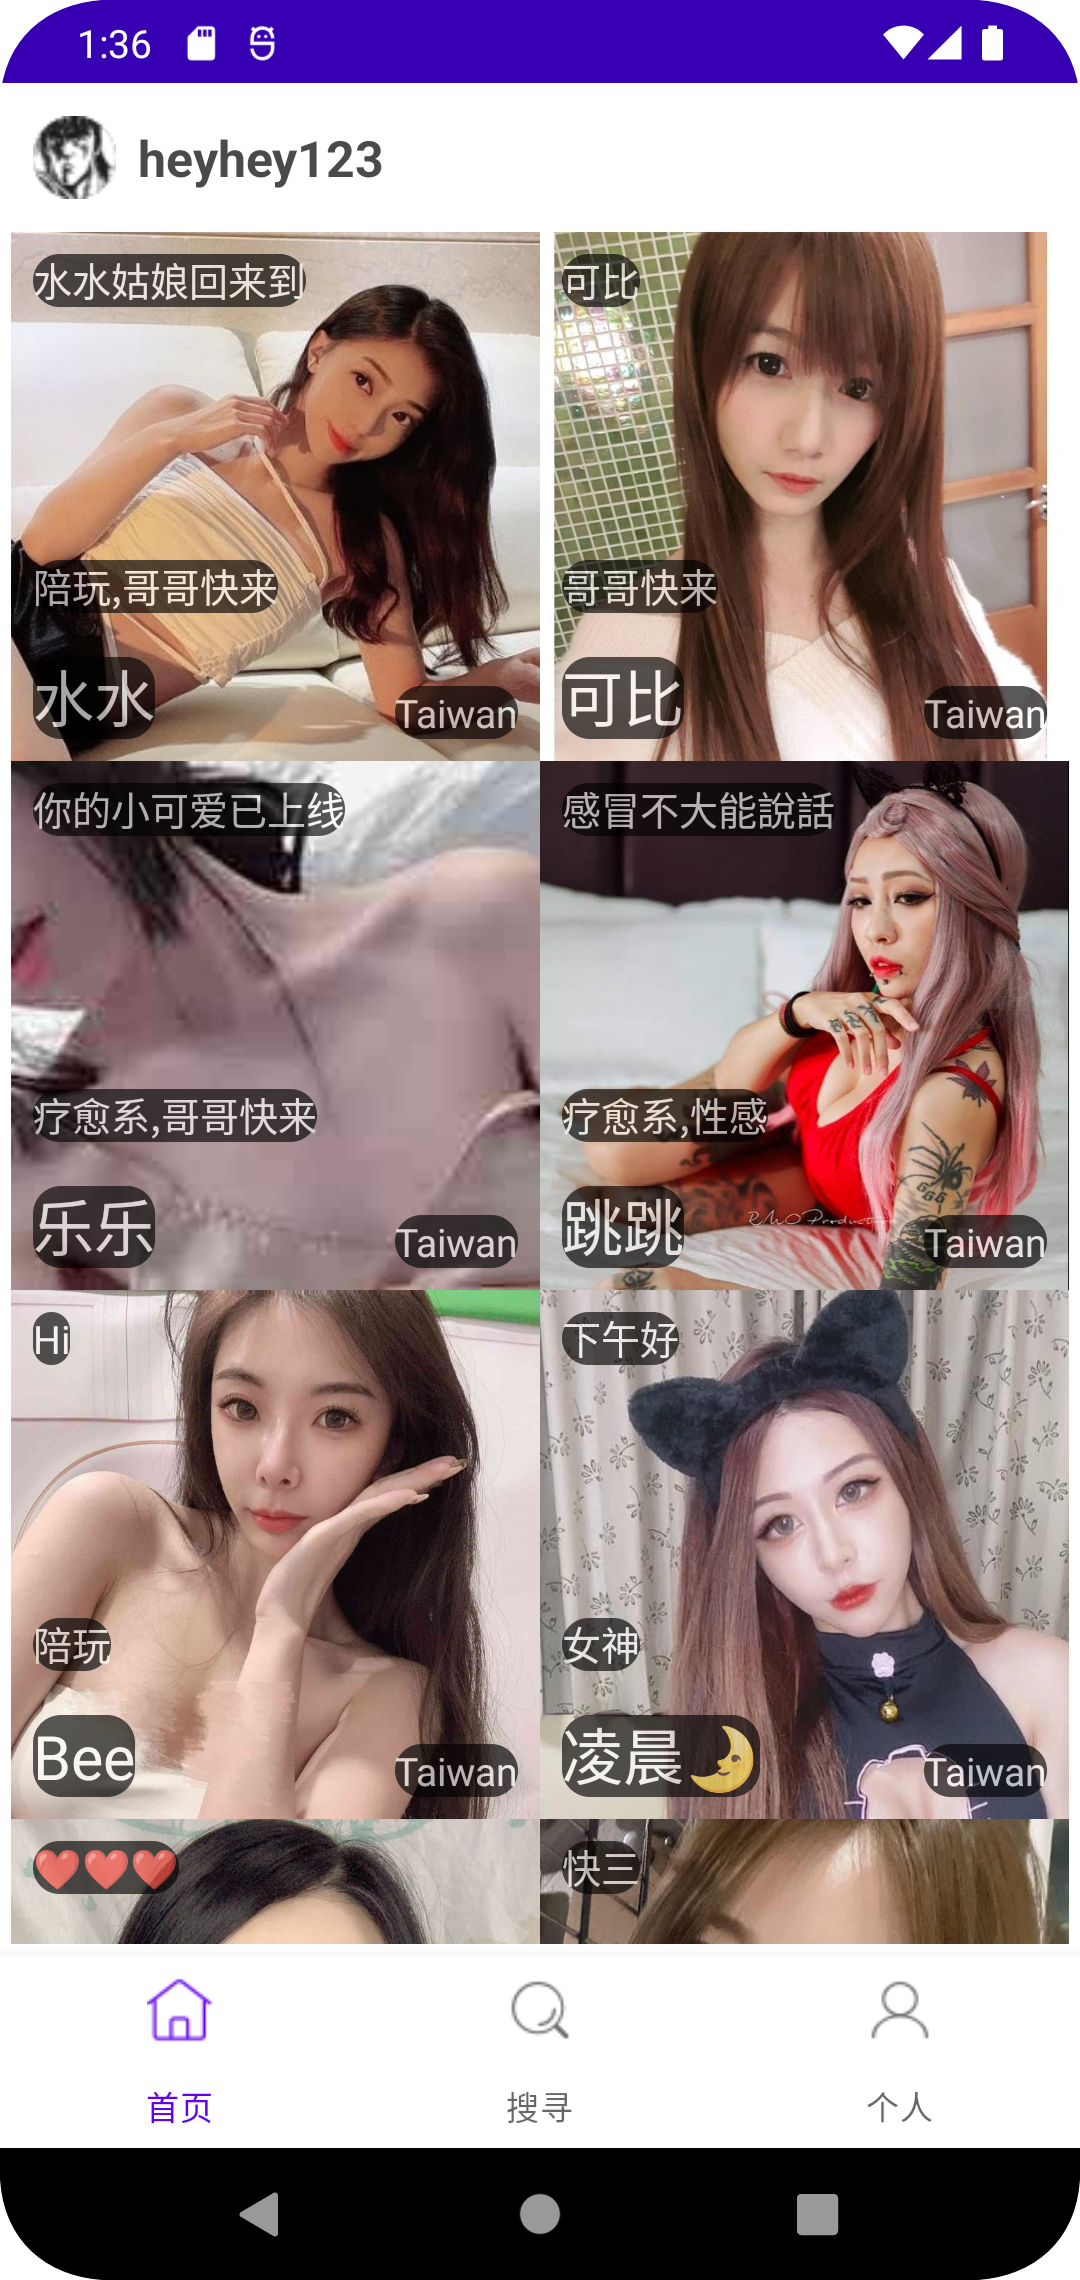 1:36
heyhey123
水水姑娘回来到
可比
陪玩,哥哥快来
哥哥快来
水水
Taiwan
可比
Taiwan
你的小可爱已上线
感冒不大能說話
疗愈系,哥哥快来
疗愈系,性感
乐乐
Taiwan
跳跳
Taiwan
666
Hi
下午好
陪玩
女神
Bee
Taiwan
凌晨🌛
Taiwan
❤️❤️❤️
快三
首页
搜寻
个人